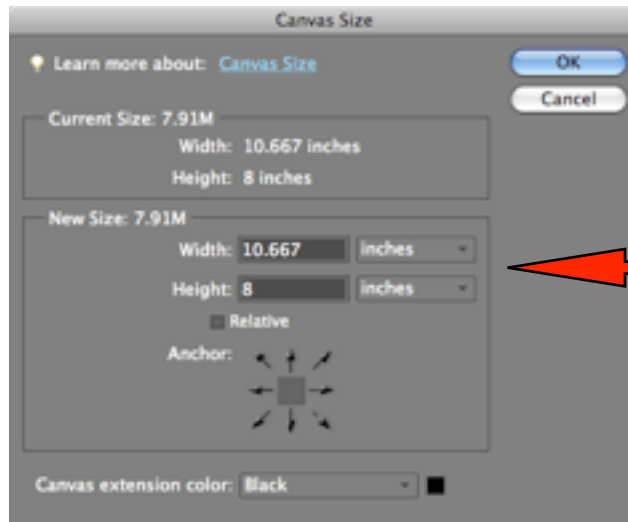 Canvas Size
Learn more about: Canvas Size
OK
Cancel
Current Size: 7.91M
Width: 10.667 inches
Height: 8 inches
New Size: 7.91M
Width: 10.667 inches
Height: 8 inches
Relative
Anchor:
Canvas extension color: Black